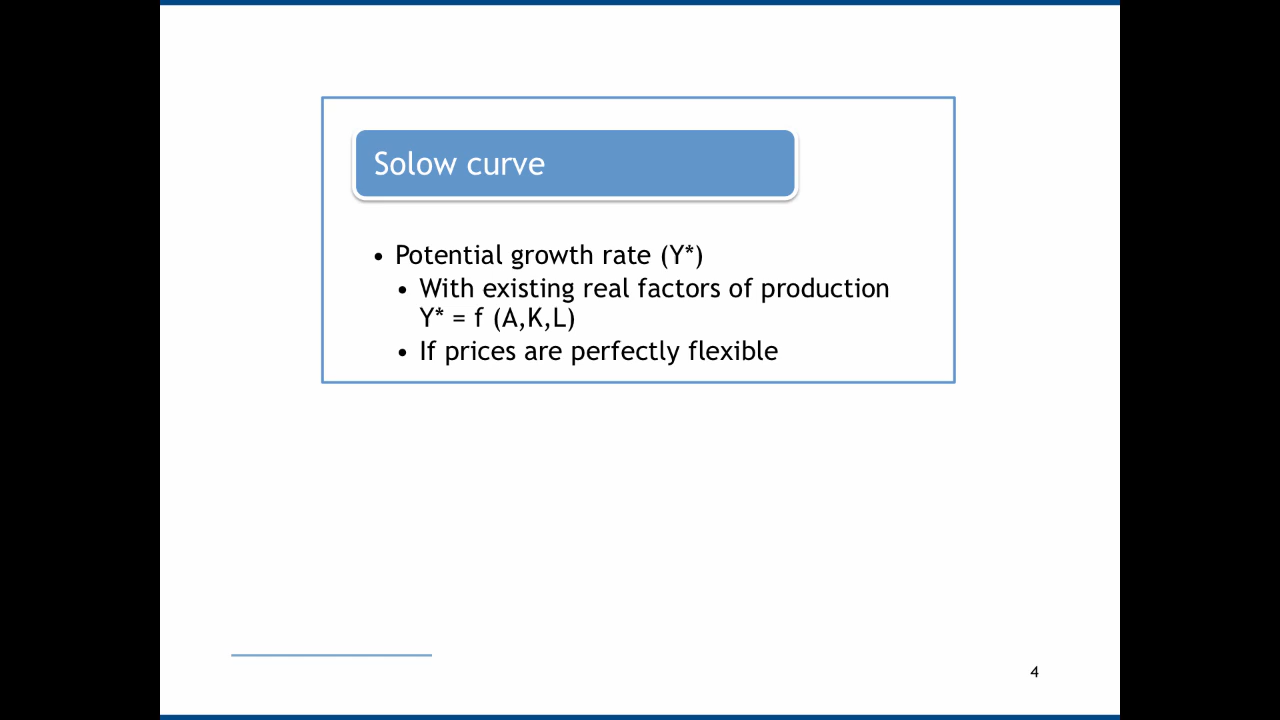 Solow curve
• Potential growth rate (Y*)
• With existing real factors of production
Y* = f (A,K,L)
• If prices are perfectly flexible
4